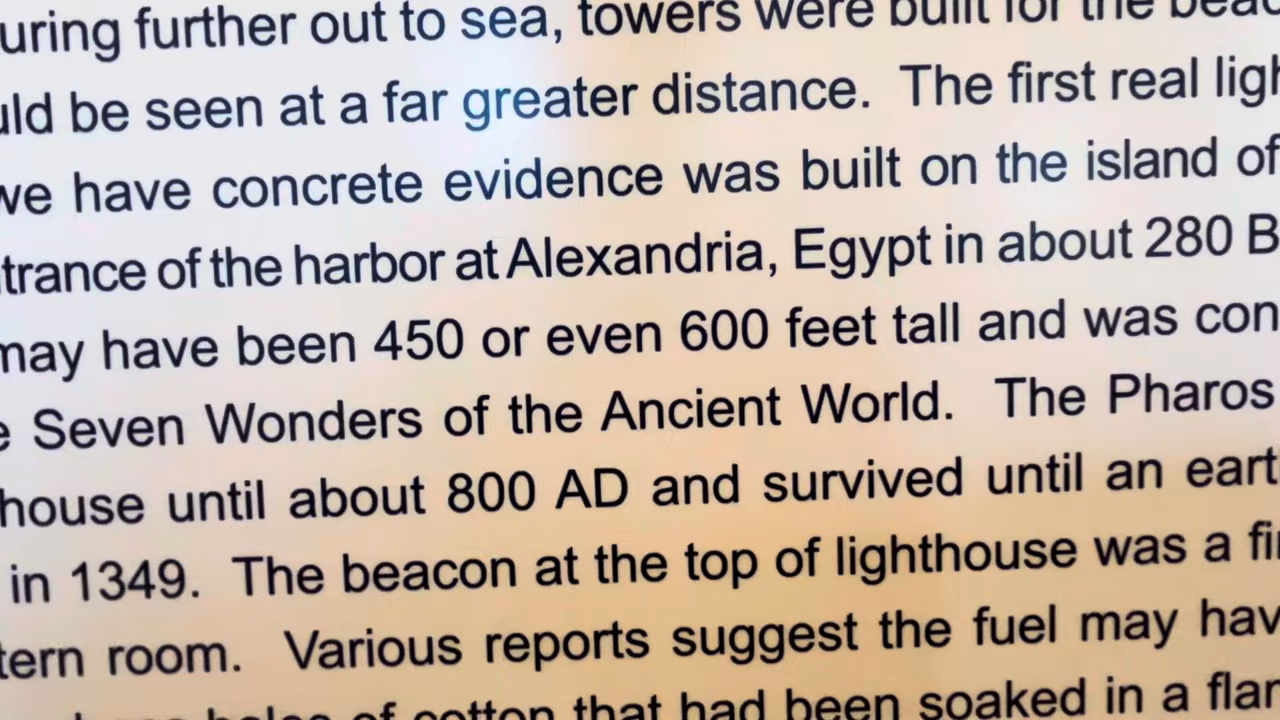 uring further out to sea, towers were built for the beac
uld be seen at a far greater distance. The first real ligh
we have concrete evidence was built on the island of
trance of the harbor at Alexandria, Egypt in about 280 B
may have been 450 or even 600 feet tall and was con
e Seven Wonders of the Ancient World. The Pharos
house until about 800 AD and survived until an eart
in 1349. The beacon at the top of lighthouse was a fi
tern room. Various reports suggest the fuel may hav
bales of cotton that had been soaked in a flam